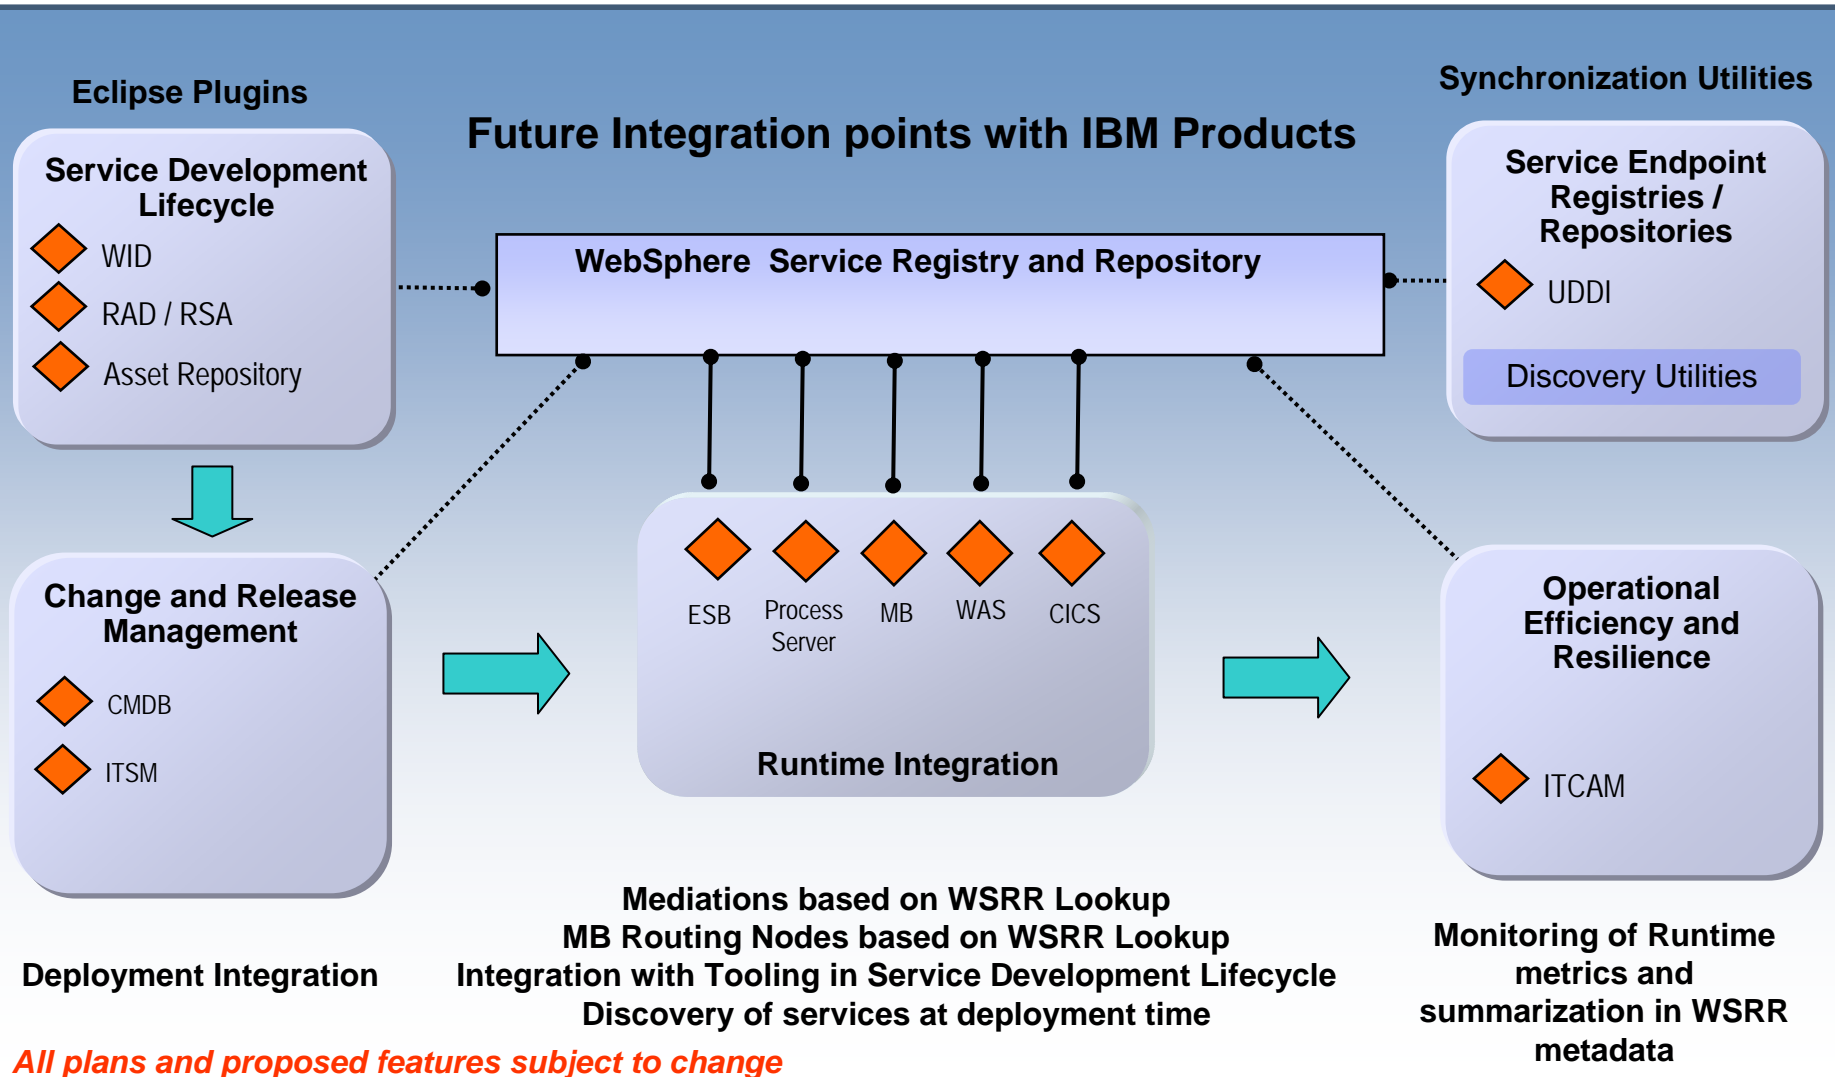 Eclipse Plugins
Service Development
Lifecycle
WID
RAD / RSA
Asset Repository
Future Integration points with IBM Products
WebSphere  Service Registry and Repository
Synchronization Utilities
Service Endpoint
Registries /
Repositories
UDDI
Discovery Utilities
Change and Release
Management
CMDB
ITSM
Deployment Integration
ESB
Process
Server
MB
WAS
CICS
Runtime Integration
Mediations based on WSRR Lookup
MB Routing Nodes based on WSRR Lookup
Integration with Tooling in Service Development Lifecycle
Discovery of services at deployment time
Operational
Efficiency and
Resilience
ITCAM
Monitoring of Runtime
metrics and
summarization in WSRR
metadata
All plans and proposed features subject to change